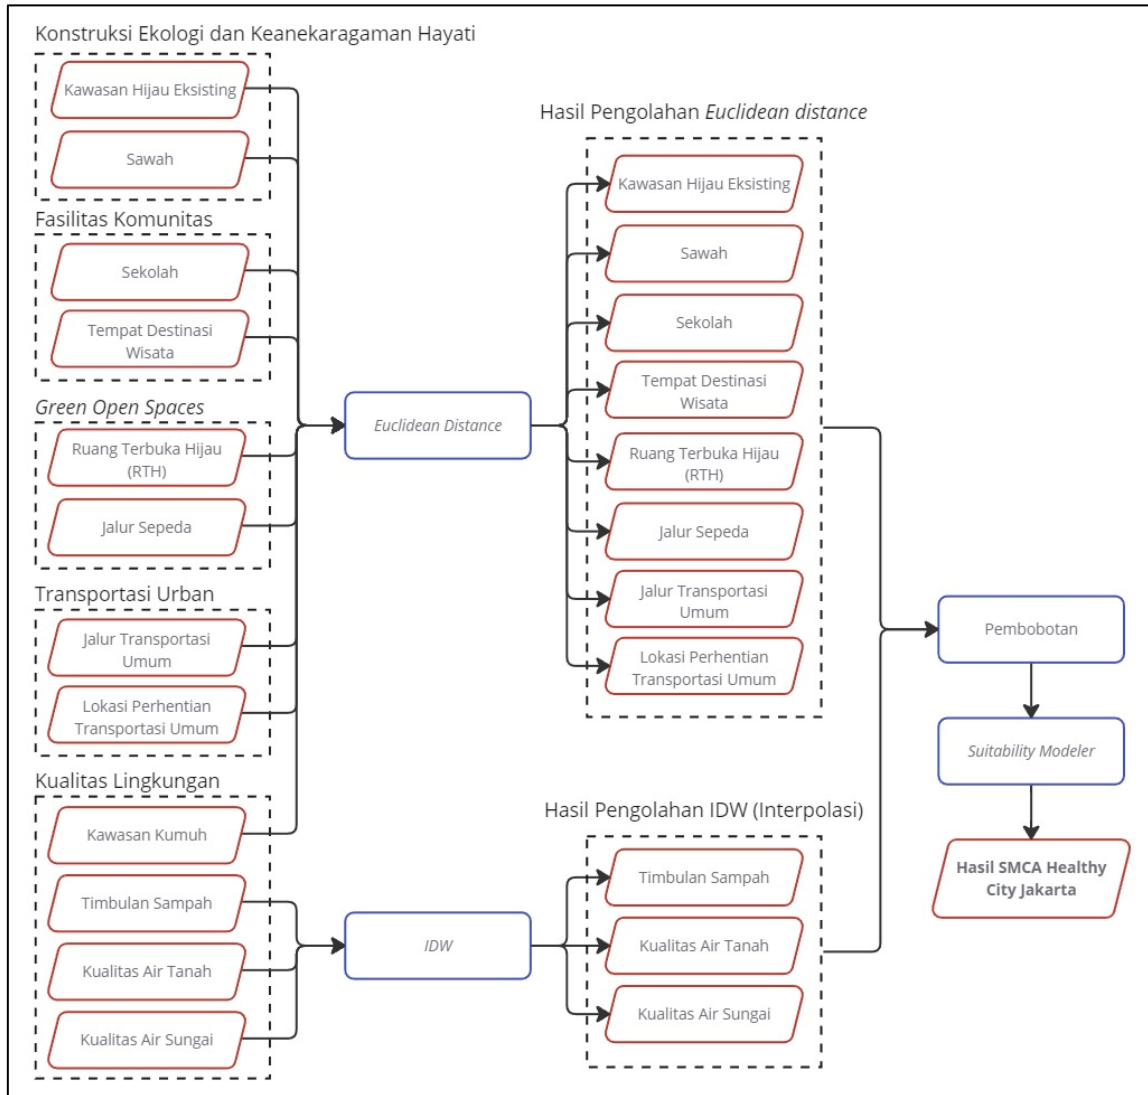 Konstruksi Ekologi dan Keanekaragaman Hayati
Kawasan Hijau Eksisting
Sawah
Fasilitas Komunitas
Sekolah
Tempat Destinasi
Wisata
Green Open Spaces
Ruang Terbuka Hijau
(RTH)
Jalur Sepeda
Transportasi Urban
Jalur Transportasi
Umum
Lokasi Perhentian
Transportasi Umum
Kualitas Lingkungan
Kawasan Kumuh
Timbulan Sampah
Kualitas Air Tanah
Kualitas Air Sungai
Euclidean Distance
IDW
Hasil Pengolahan Euclidean distance
Kawasan Hijau Eksisting
Sawah
Sekolah
Tempat Destinasi
Wisata
Ruang Terbuka Hijau
(RTH)
Jalur Sepeda
Jalur Transportasi
Umum
Lokasi Perhentian
Transportasi Umum
Hasil Pengolahan IDW (Interpolasi)
Timbulan Sampah
Kualitas Air Tanah
Kualitas Air Sungai
Pembobotan
Suitability Modeler
Hasil SMCA Healthy
City Jakarta